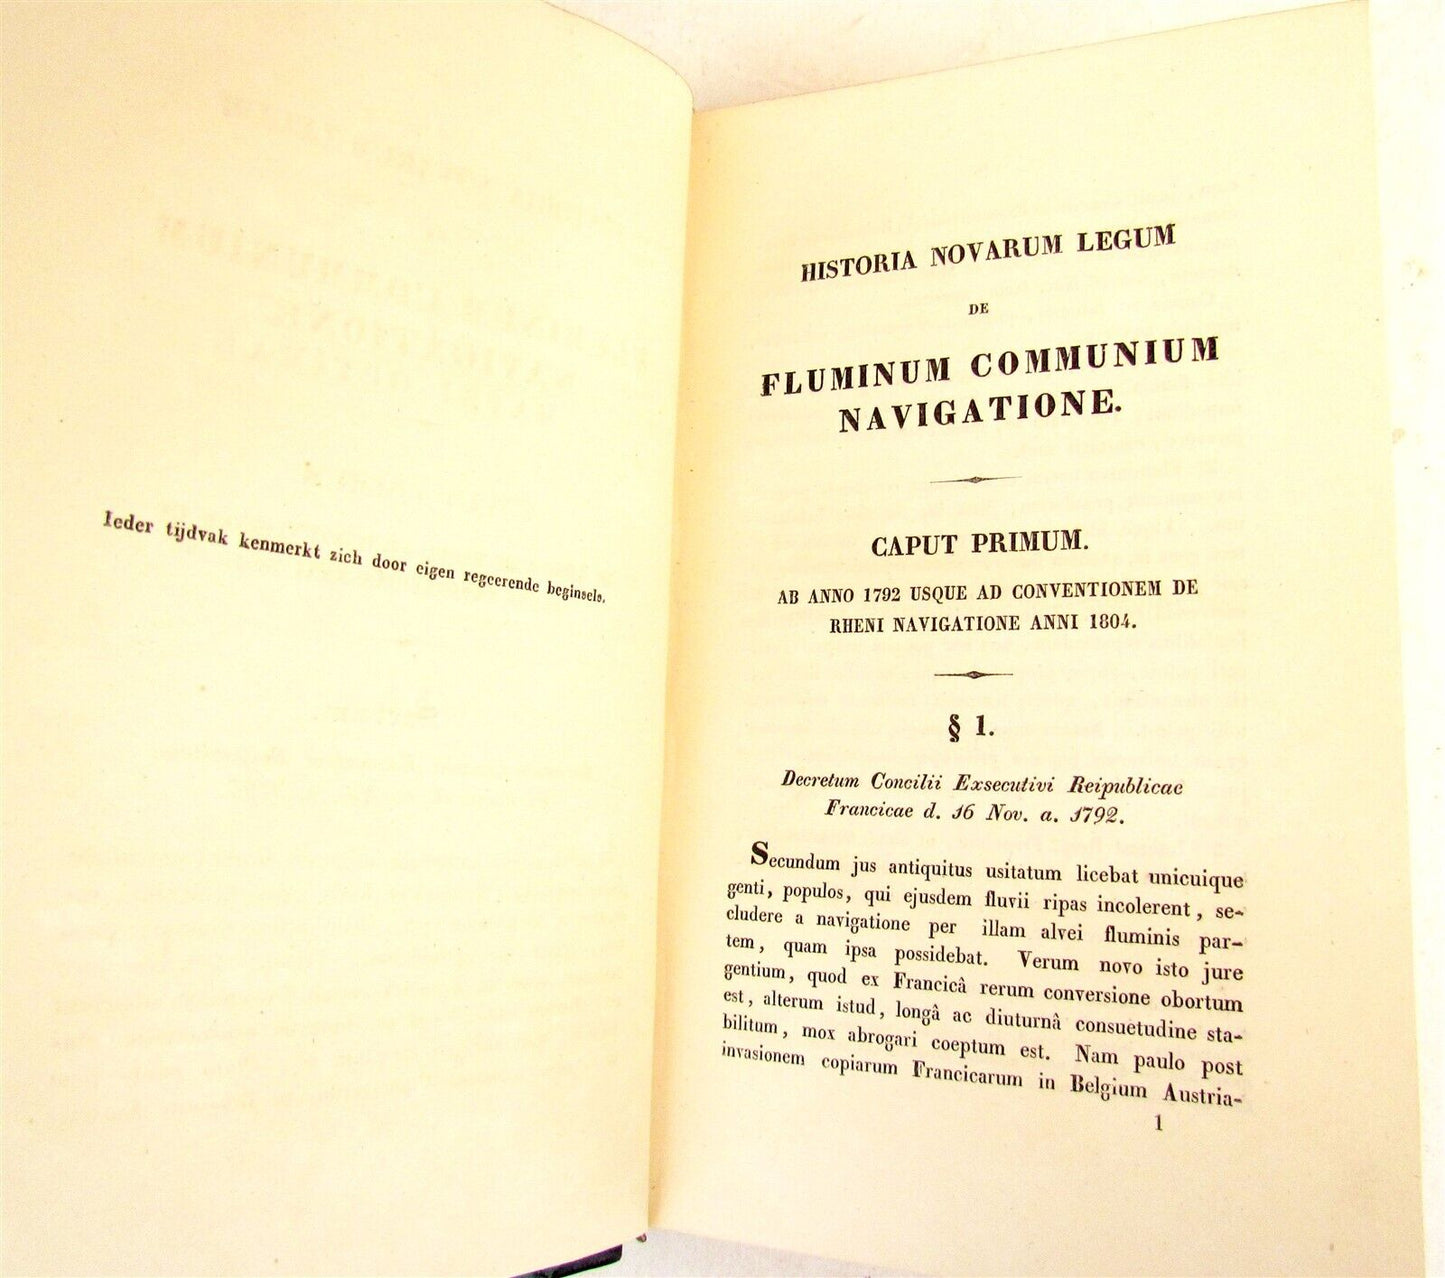 Ieder tijdvak kenmerkt zich door eigen regeerende beginsels.
HISTORIA NOVARUM LEGUM
DE
FLUMINUM COMMUNIUM
NAVIGATIONE.
CAPUT PRIMUM.
AB ANNO 1792 USQUE AD CONVENTIONEM DE
RHENI NAVIGATIONE ANNI 1804.
§ 1.
Decretum Concilii Exsecutivi Reipublicae
Francicae d. 16 Nov. a. 1792.
Secundum jus antiquitus usitatum licebat unicuique
genti, populos, qui ejusdem fluvii ripas incolerent, se-
cludere a navigatione per illam alvei fluminis par-
tem, quam ipsa possidebat. Verum novo isto jure
gentium, quod ex Francicâ rerum conversione obortum
est, alterum istud, longâ ac diuturnâ consuetudine sta-
bilitum, mox abrogari coeptum est. Nam paulo post
invasionem copiarum Francicarum in Belgium Austria-
1